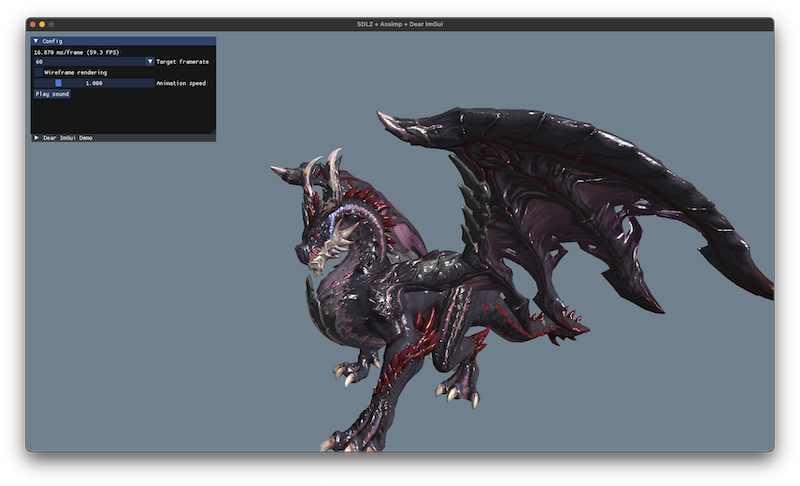 SDL2 + Assimp + Dear ImGui
Config
16.870 ms/frame (59.3 FPS)
60 Target framerate
Wireframe rendering
1.000 Animation speed
Play sound
Dear ImGui Demo